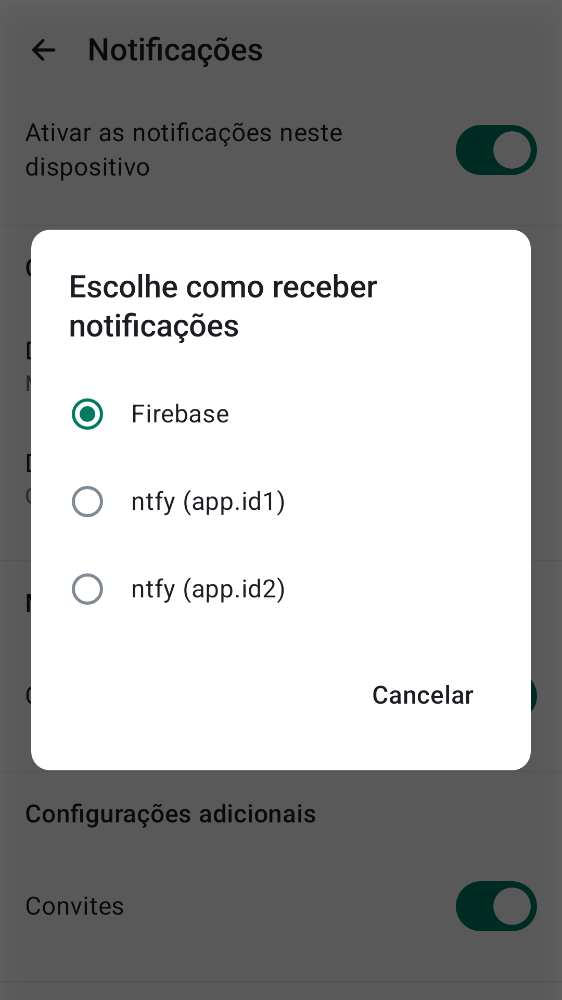 Notificações
Ativar as notificações neste
dispositivo
Escolhe como receber
notificações
Firebase
ntfy (app.id1)
ntfy (app.id2)
Cancelar
Configurações adicionais
Convites